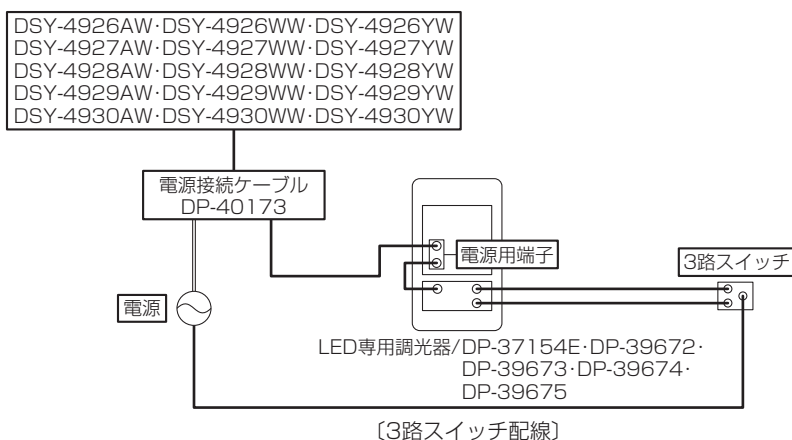 DSY-4926AW·DSY-4926WW·DSY-4926YW
DSY-4927AW·DSY-4927WW·DSY-4927YW
DSY-4928AW·DSY-4928WW·DSY-4928YW
DSY-4929AW·DSY-4929WW·DSY-4929YW
DSY-4930AW·DSY-4930WW·DSY-4930YW
電源接続ケーブル
DP-40173
電源用端子
3路スイッチ
電源
LED専用調光器/DP-37154E·DP-39672·
DP-39673·DP-39674·
DP-39675
〔3路スイッチ配線〕